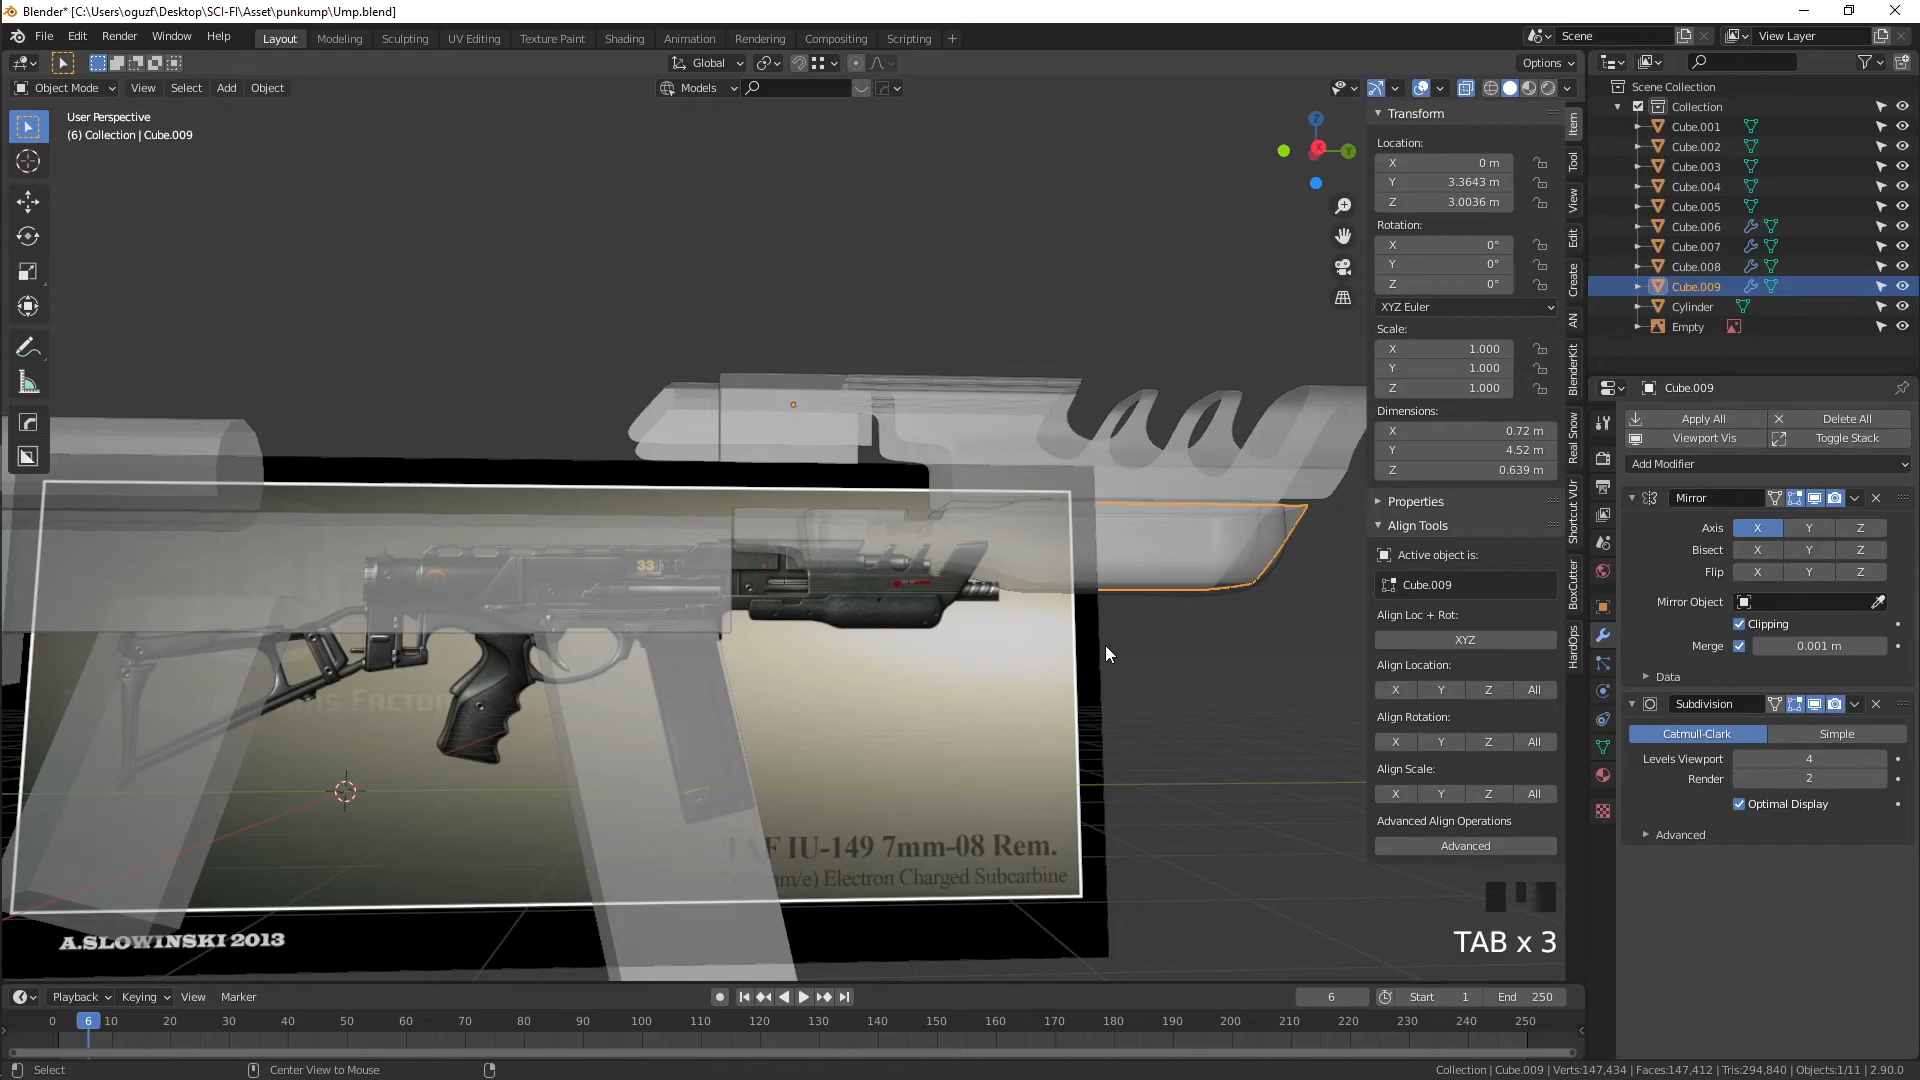 Blender* [C:\Users\oguzf\Desktop\SCI-FI\Asset\punkump\Ump.blend]
File Edit Render Window Help Layout Modeling Sculpting UV Editing Texture Paint Shading Animation Rendering Compositing Scripting + Scene View Layer
Global Options
Object Mode View Select Add Object Models
User Perspective
(6) Collection | Cube.009
Transform
Location:
X 0 m
Y 3.3643 m
Z 3.0036 m
Rotation:
X 0°
Y 0°
Z 0°
XYZ Euler
Scale:
X 1.000
Y 1.000
Z 1.000
Dimensions:
X 0.72 m
Y 4.52 m
Z 0.639 m
Properties
Align Tools
Active object is:
Cube.009
Align Loc + Rot:
XYZ
Align Location:
X Y Z All
Align Rotation:
X Y Z All
Align Scale:
X Y Z All
Advanced Align Operations
Advanced
Item
Tool
View
Edit
Create
AN
BlenderKit
Real Snow
Shortcut VUr
BoxCutter
HardOps
Z
X
Y
33
TAF IU-149 7mm-08 Rem.
Electron Charged Subcarbine
A.SLOWINSKI 2013
TAB x 3
Scene Collection
Collection
Cube.001
Cube.002
Cube.003
Cube.004
Cube.005
Cube.006
Cube.007
Cube.008
Cube.009
Cylinder
Empty
Cube.009
Apply All Delete All
Viewport Vis Toggle Stack
Add Modifier
Mirror
Axis X Y Z
Bisect X Y Z
Flip X Y Z
Mirror Object
Clipping
Merge 0.001 m
Data
Subdivision
Catmull-Clark Simple
Levels Viewport 4
Render 2
Optimal Display
Advanced
Playback Keying View Marker 6 Start 1 End 250
0 6 10 20 30 40 50 60 70 80 90 100 110 120 130 140 150 160 170 180 190 200 210 220 230 240 250
Select Center View to Mouse Collection | Cube.009 | Verts:147,434 | Faces:147,412 | Tris:294,840 | Objects:1/11 | 2.90.0